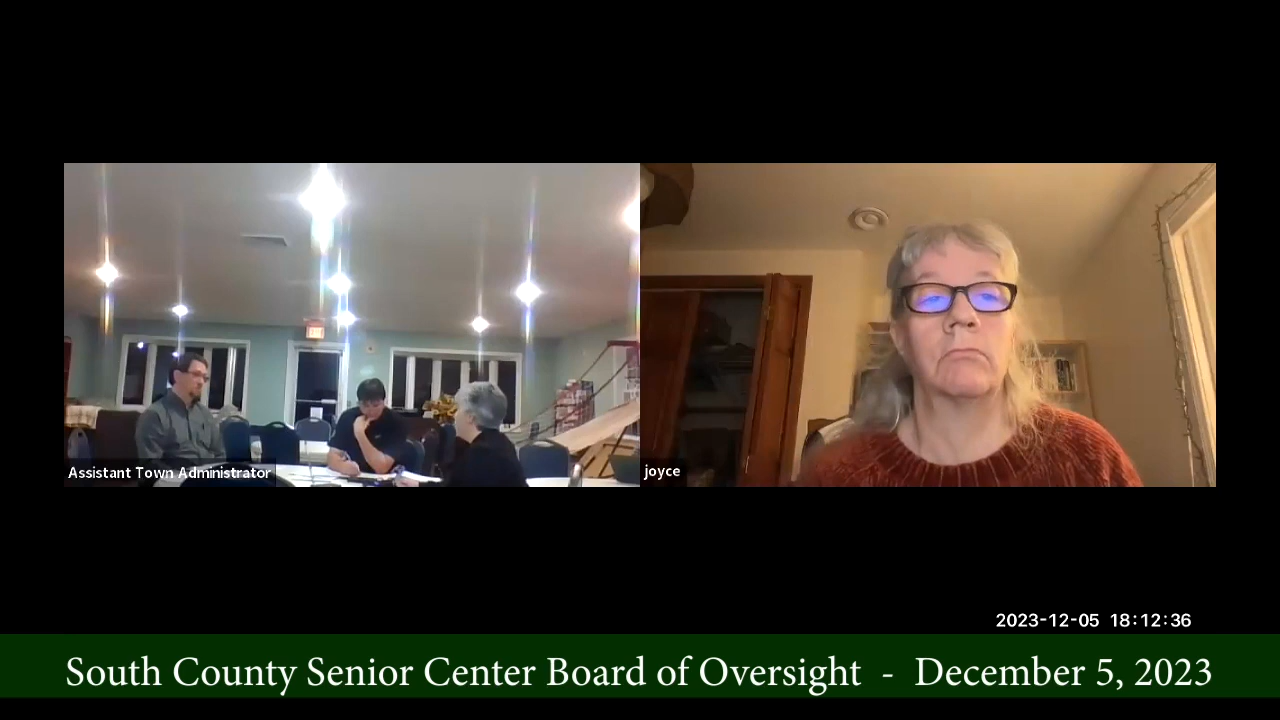 Assistant Town Administrator
joyce
2023-12-05 18:12:36
South County Senior Center Board of Oversight - December 5, 2023